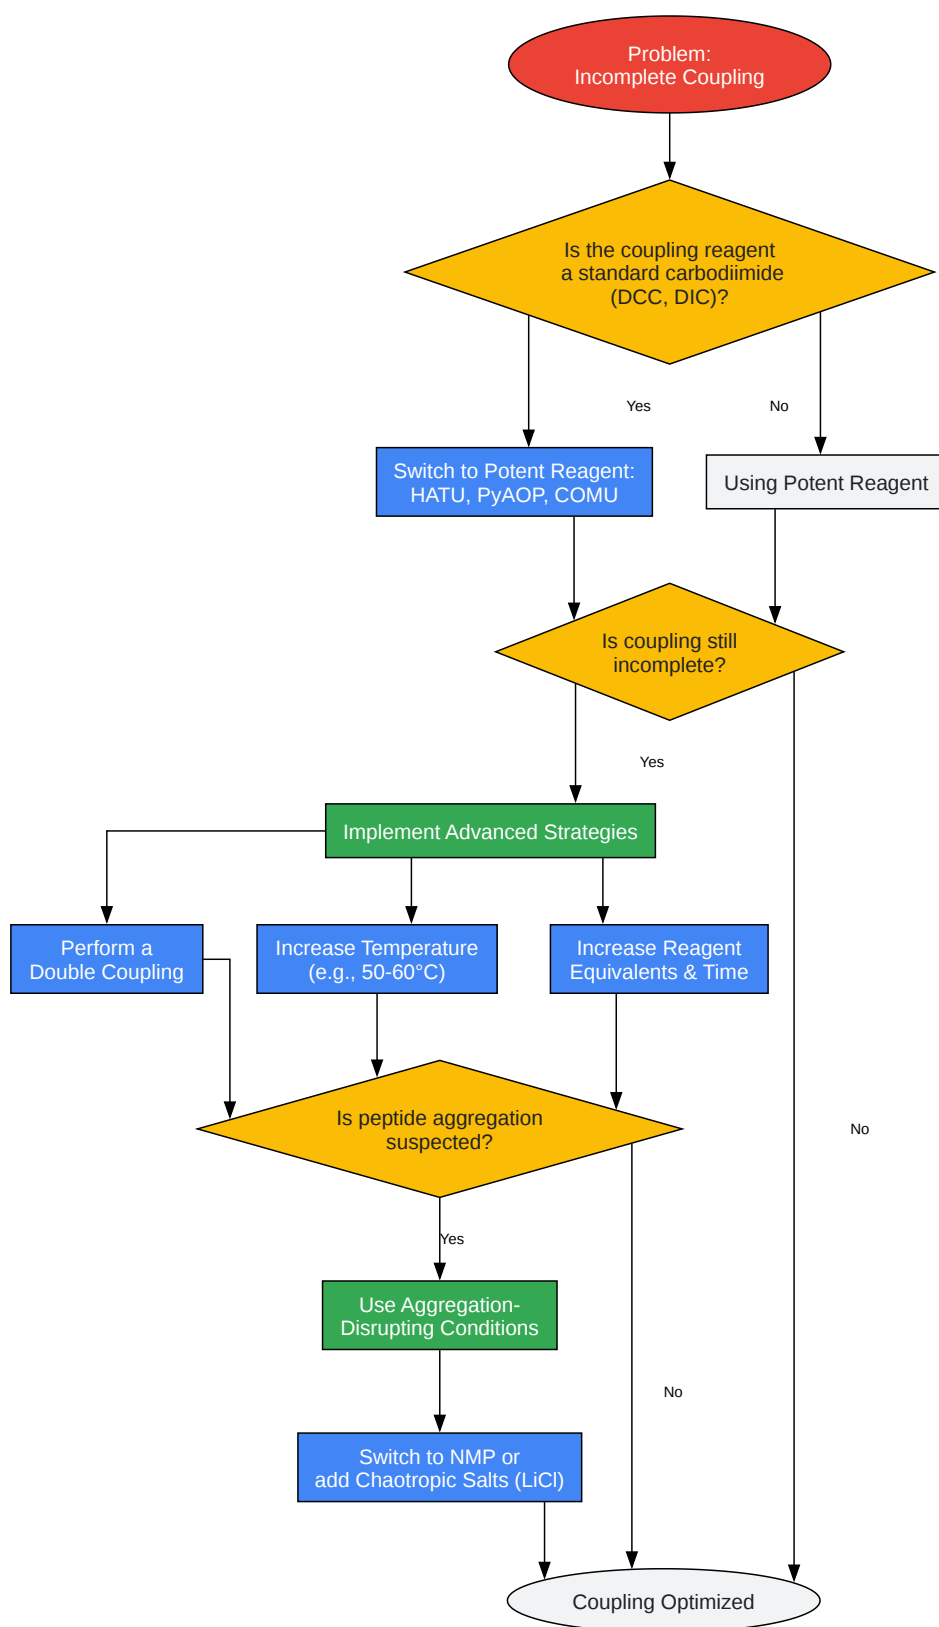 Problem:
Incomplete Coupling
Is the coupling reagent
a standard carbodiimide
(DCC, DIC)?
Yes
No
Switch to Potent Reagent:
HATU, PyAOP, COMU
Using Potent Reagent
Is coupling still
incomplete?
Yes
Implement Advanced Strategies
Perform a
Double Coupling
Increase Temperature
(e.g., 50-60°C)
Increase Reagent
Equivalents & Time
Is peptide aggregation
suspected?
No
Yes
Use Aggregation-
Disrupting Conditions
No
Switch to NMP or
add Chaotropic Salts (LiCl)
Coupling Optimized